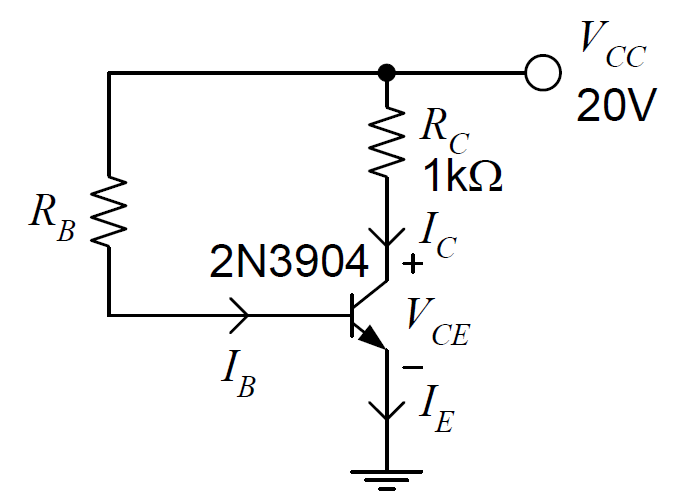 V_CC
20V
R_C
1kΩ
R_B
I_C
2N3904
+
V_CE
−
I_B
I_E